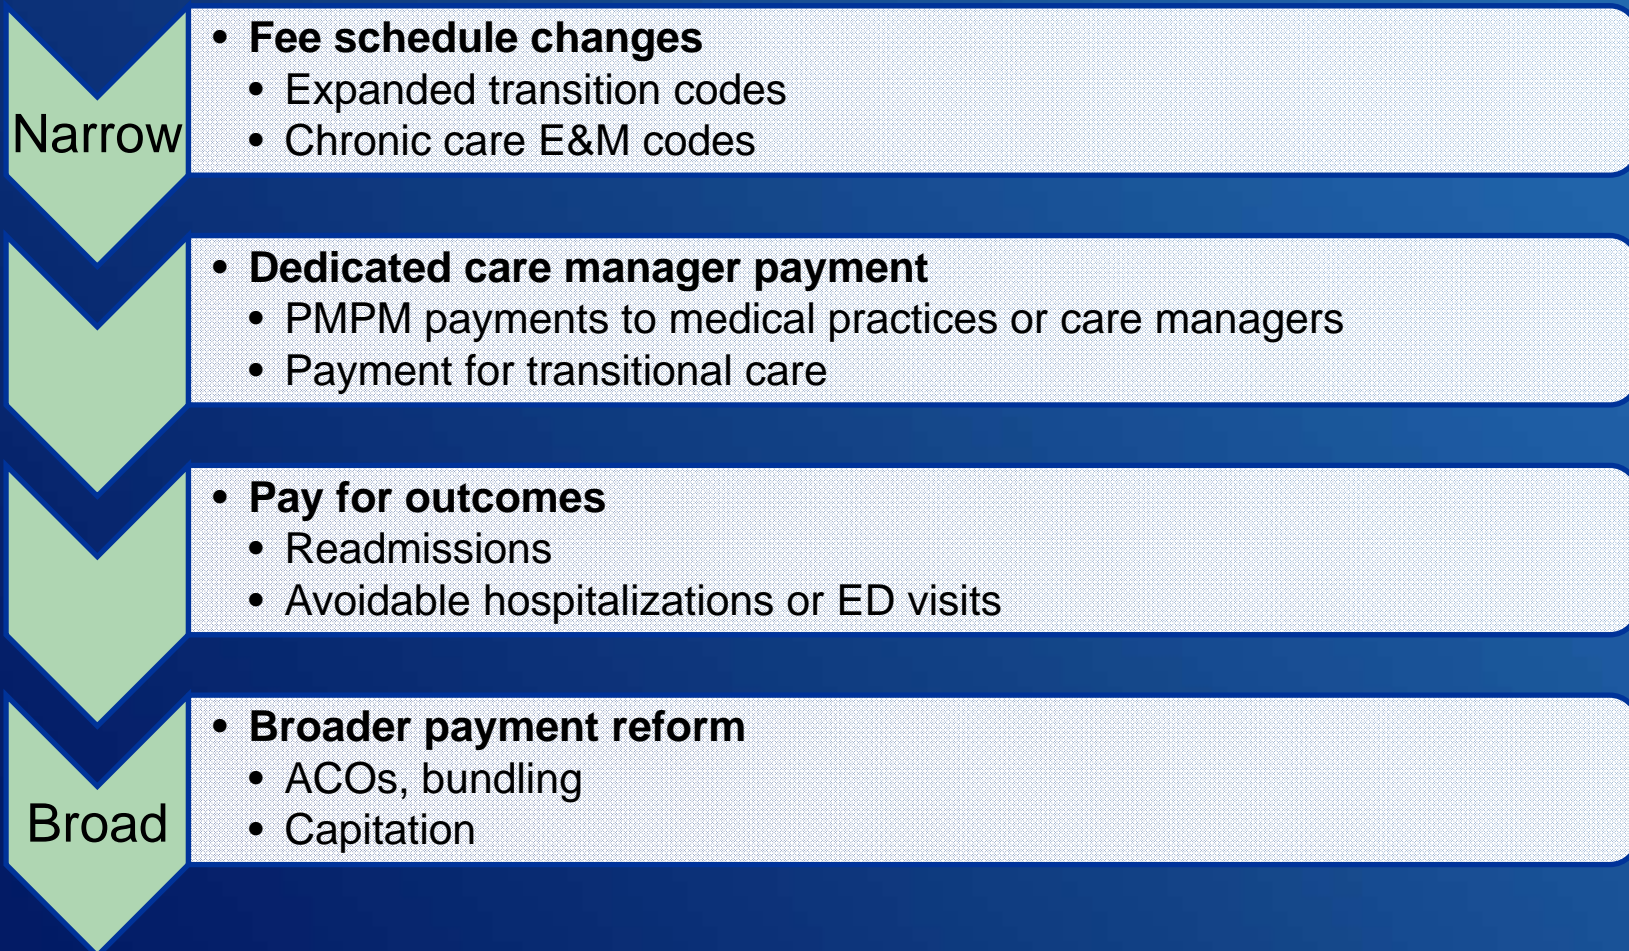 Narrow
• Fee schedule changes
• Expanded transition codes
• Chronic care E&M codes
• Dedicated care manager payment
• PMPM payments to medical practices or care managers
• Payment for transitional care
• Pay for outcomes
• Readmissions
• Avoidable hospitalizations or ED visits
Broad
• Broader payment reform
• ACOs, bundling
• Capitation